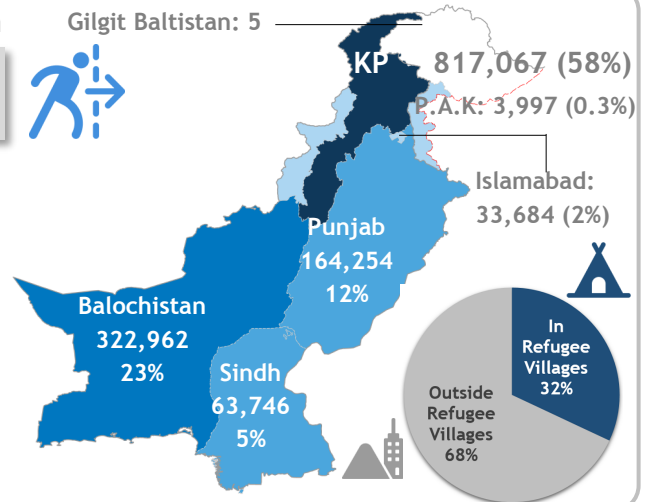 Gilgit Baltistan: 5
KP 817,067 (58%)
P.A.K: 3,997 (0.3%)
Islamabad:
33,684 (2%)
Punjab
164,254
12%
Balochistan
322,962
23%
Sindh
63,746
5%
In
Refugee
Villages
32%
Outside
Refugee
Villages
68%